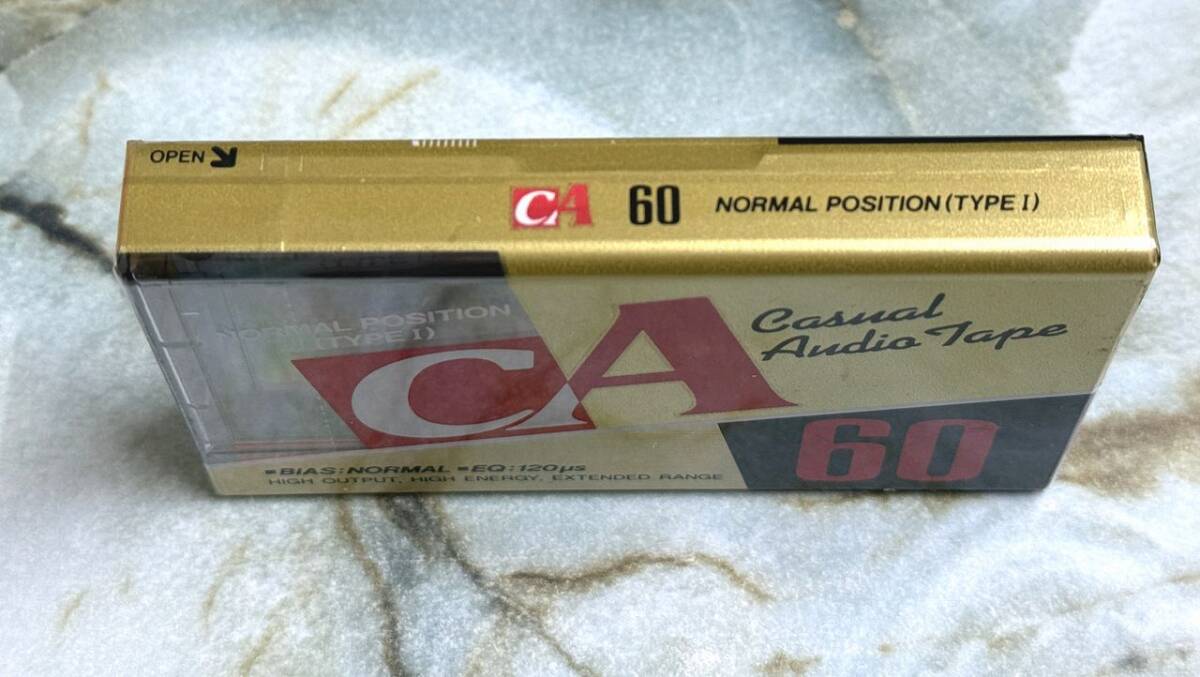 OPEN
CA 60 NORMAL POSITION (TYPE I)
NORMAL POSITION
(TYPE I)
CA
Casual
Audio Tape
60
▪BIAS:NORMAL ▪EQ:120µs
HIGH OUTPUT, HIGH ENERGY, EXTENDED RANGE